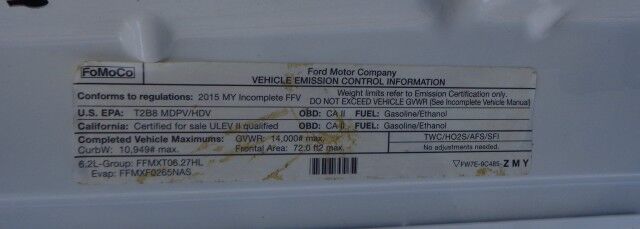 FoMoCo
Ford Motor Company
VEHICLE EMISSION CONTROL INFORMATION
Conforms to regulations: 2015 MY Incomplete FFV
Weight limits refer to Emission Certification only.
DO NOT EXCEED VEHICLE GVWR (See Incomplete Vehicle Manual)
U.S. EPA: T2B8 MDPV/HDV OBD: CA II FUEL: Gasoline/Ethanol
California: Certified for sale ULEV II qualified OBD: CA II FUEL: Gasoline/Ethanol
Completed Vehicle Maximums: GVWR: 14,000# max.
CurbW: 10,949# max. Frontal Area: 72.0 ft2 max.
TWC/HO2S/AFS/SFI
No adjustments needed.
6.2L-Group: FFMXT06.27HL
Evap: FFMXF0265NAS
▽FW7E-9C485-ZMY